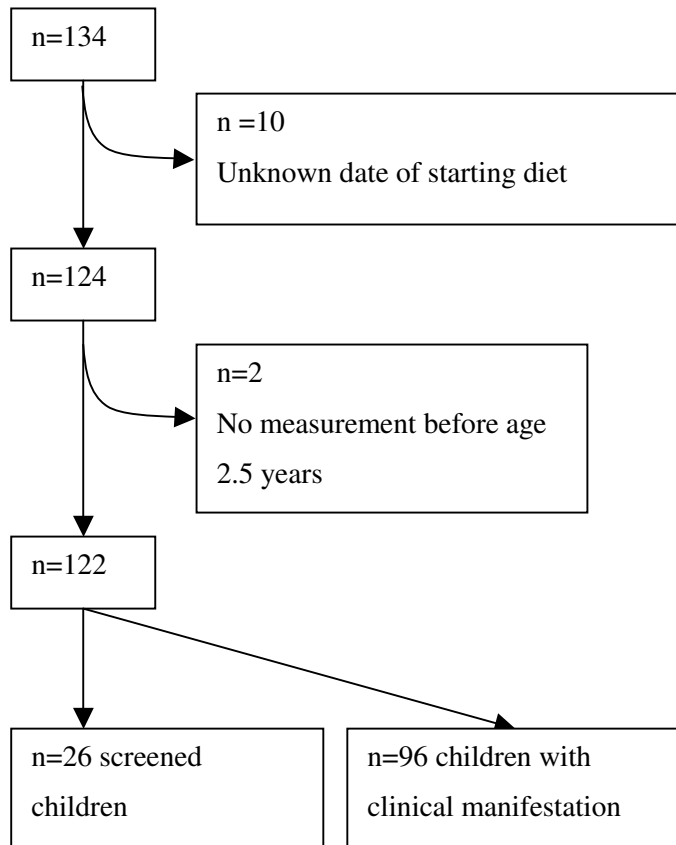 n=134
n =10
Unknown date of starting diet
n=124
n=2
No measurement before age
2.5 years
n=122
n=26 screened
children
n=96 children with
clinical manifestation